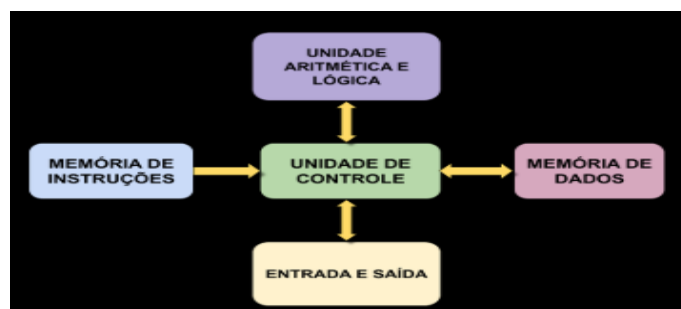 UNIDADE
ARITMÉTICA E
LÓGICA
MEMÓRIA DE
INSTRUÇÕES
UNIDADE DE
CONTROLE
MEMÓRIA DE
DADOS
ENTRADA E SAÍDA